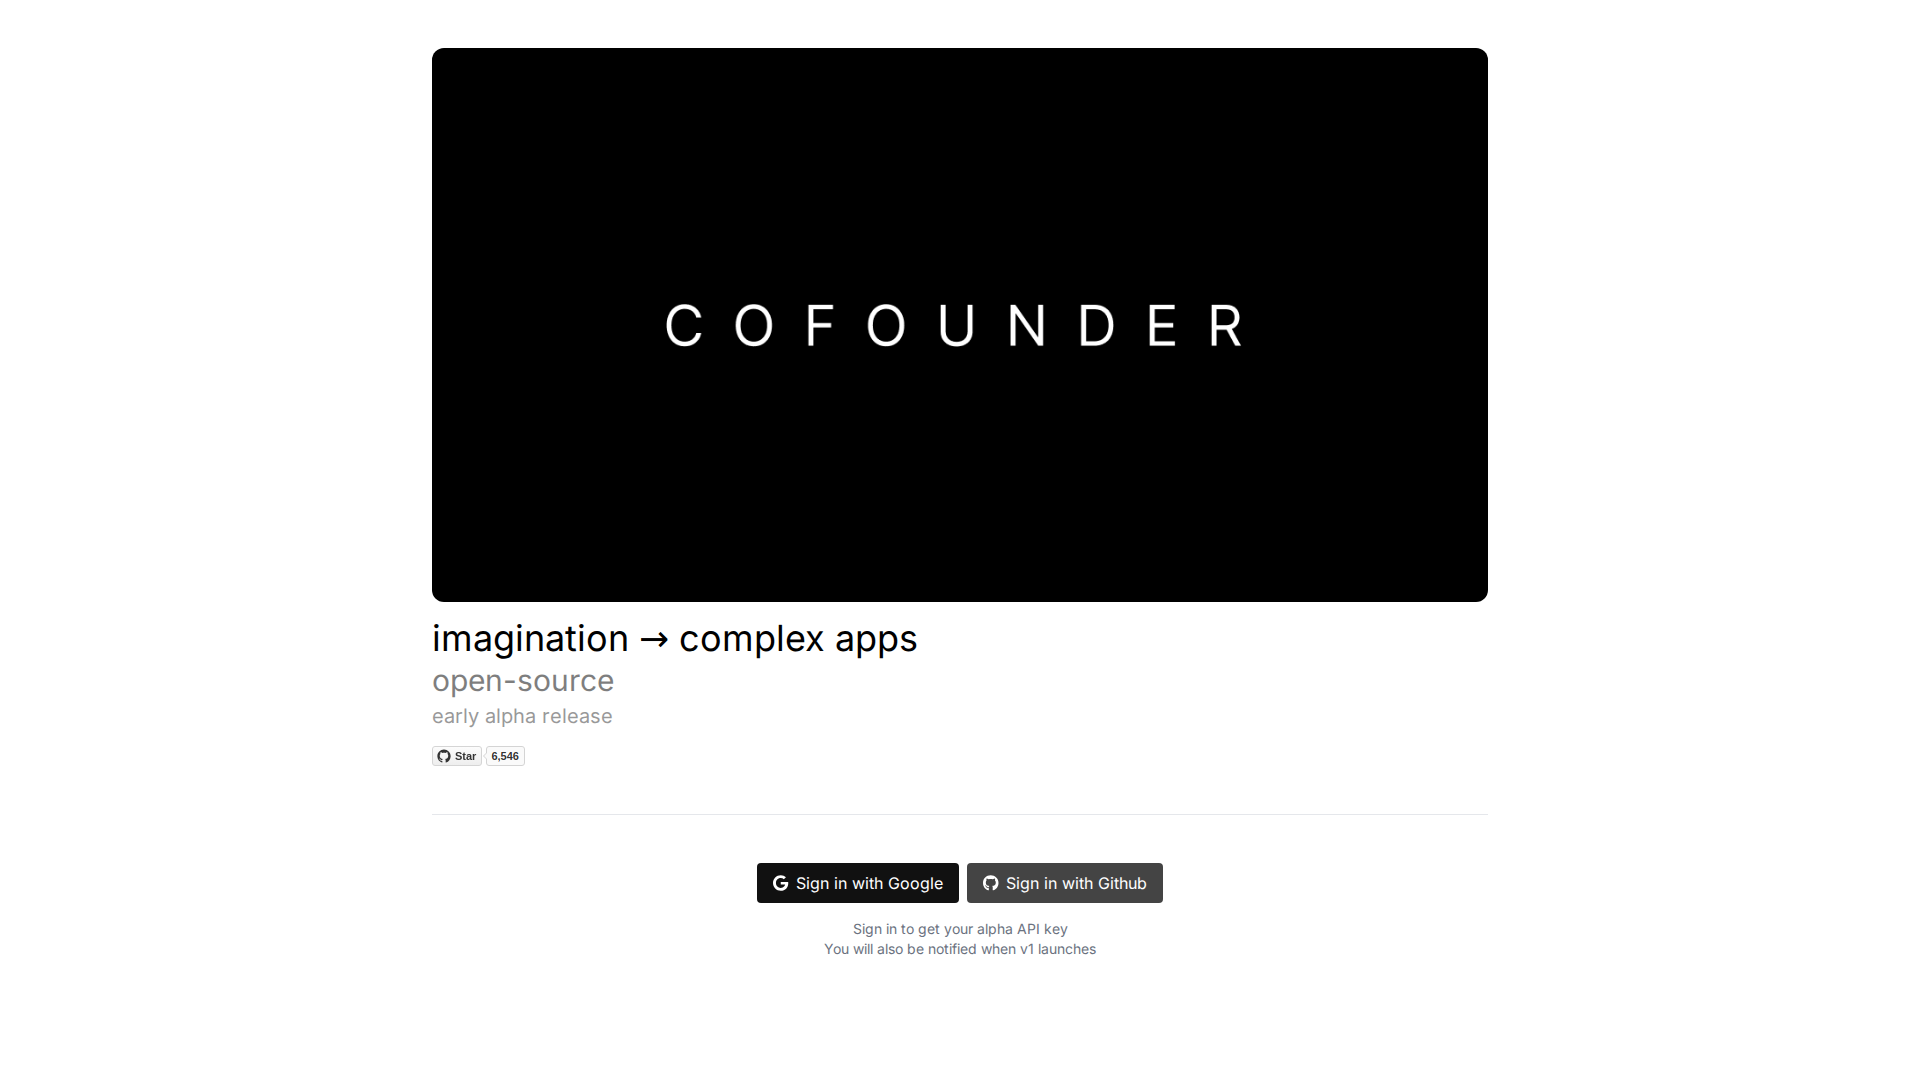 COFOUNDER
imagination → complex apps
open-source
early alpha release
Star 6,546
Sign in with Google Sign in with Github
Sign in to get your alpha API key
You will also be notified when v1 launches